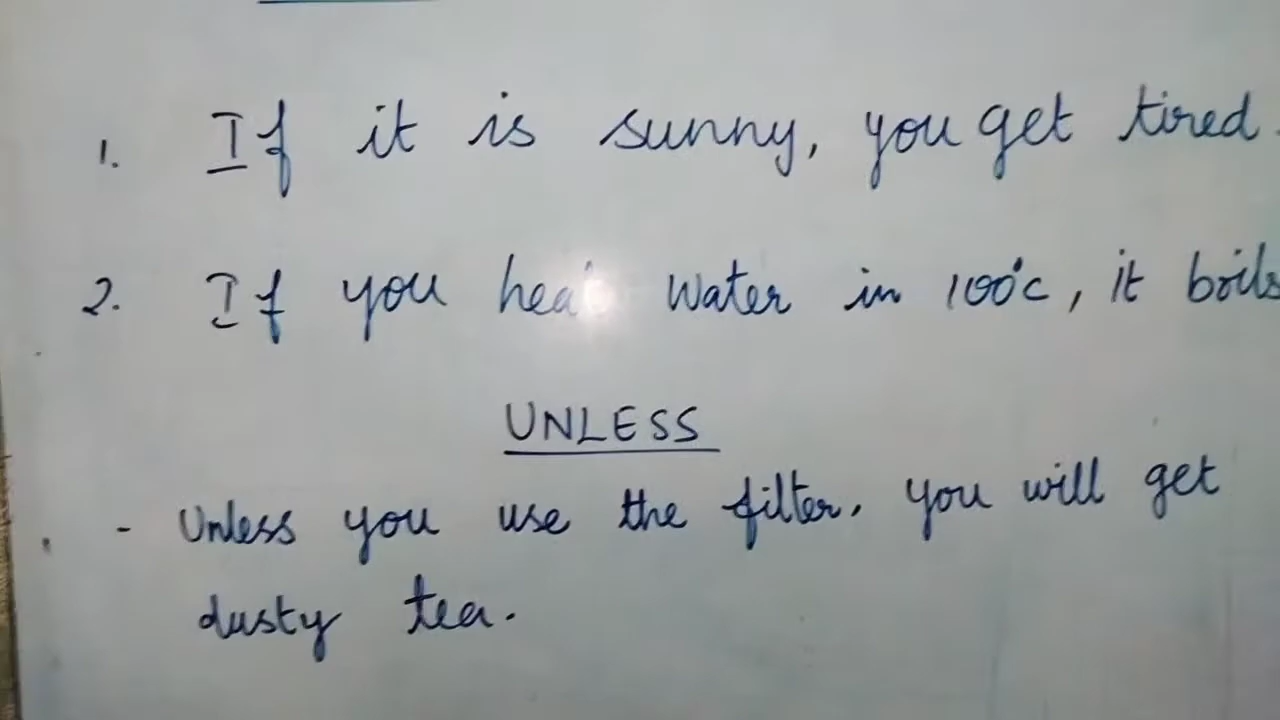 1. If it is sunny, you get tired.
2. If you heat water in 100°c, it boils
UNLESS
- Unless you use the filter, you will get
dusty tea.